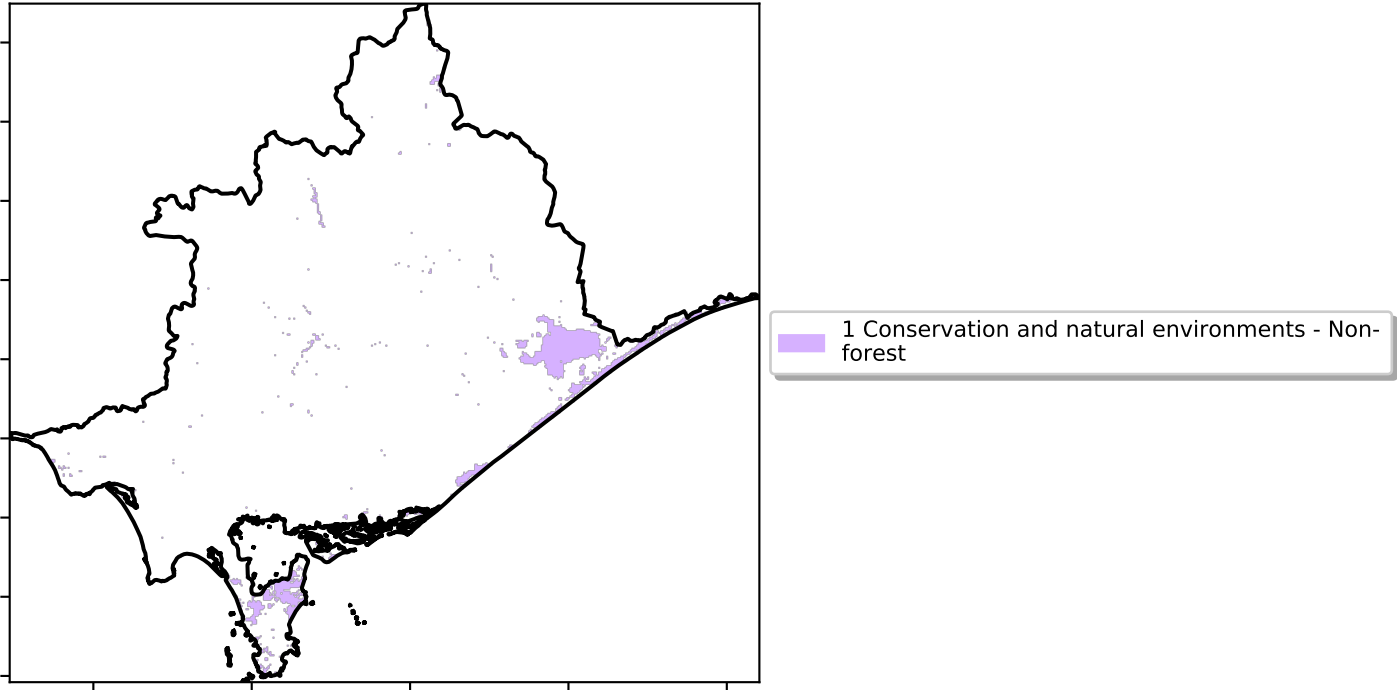 1 Conservation and natural environments - Non-
forest